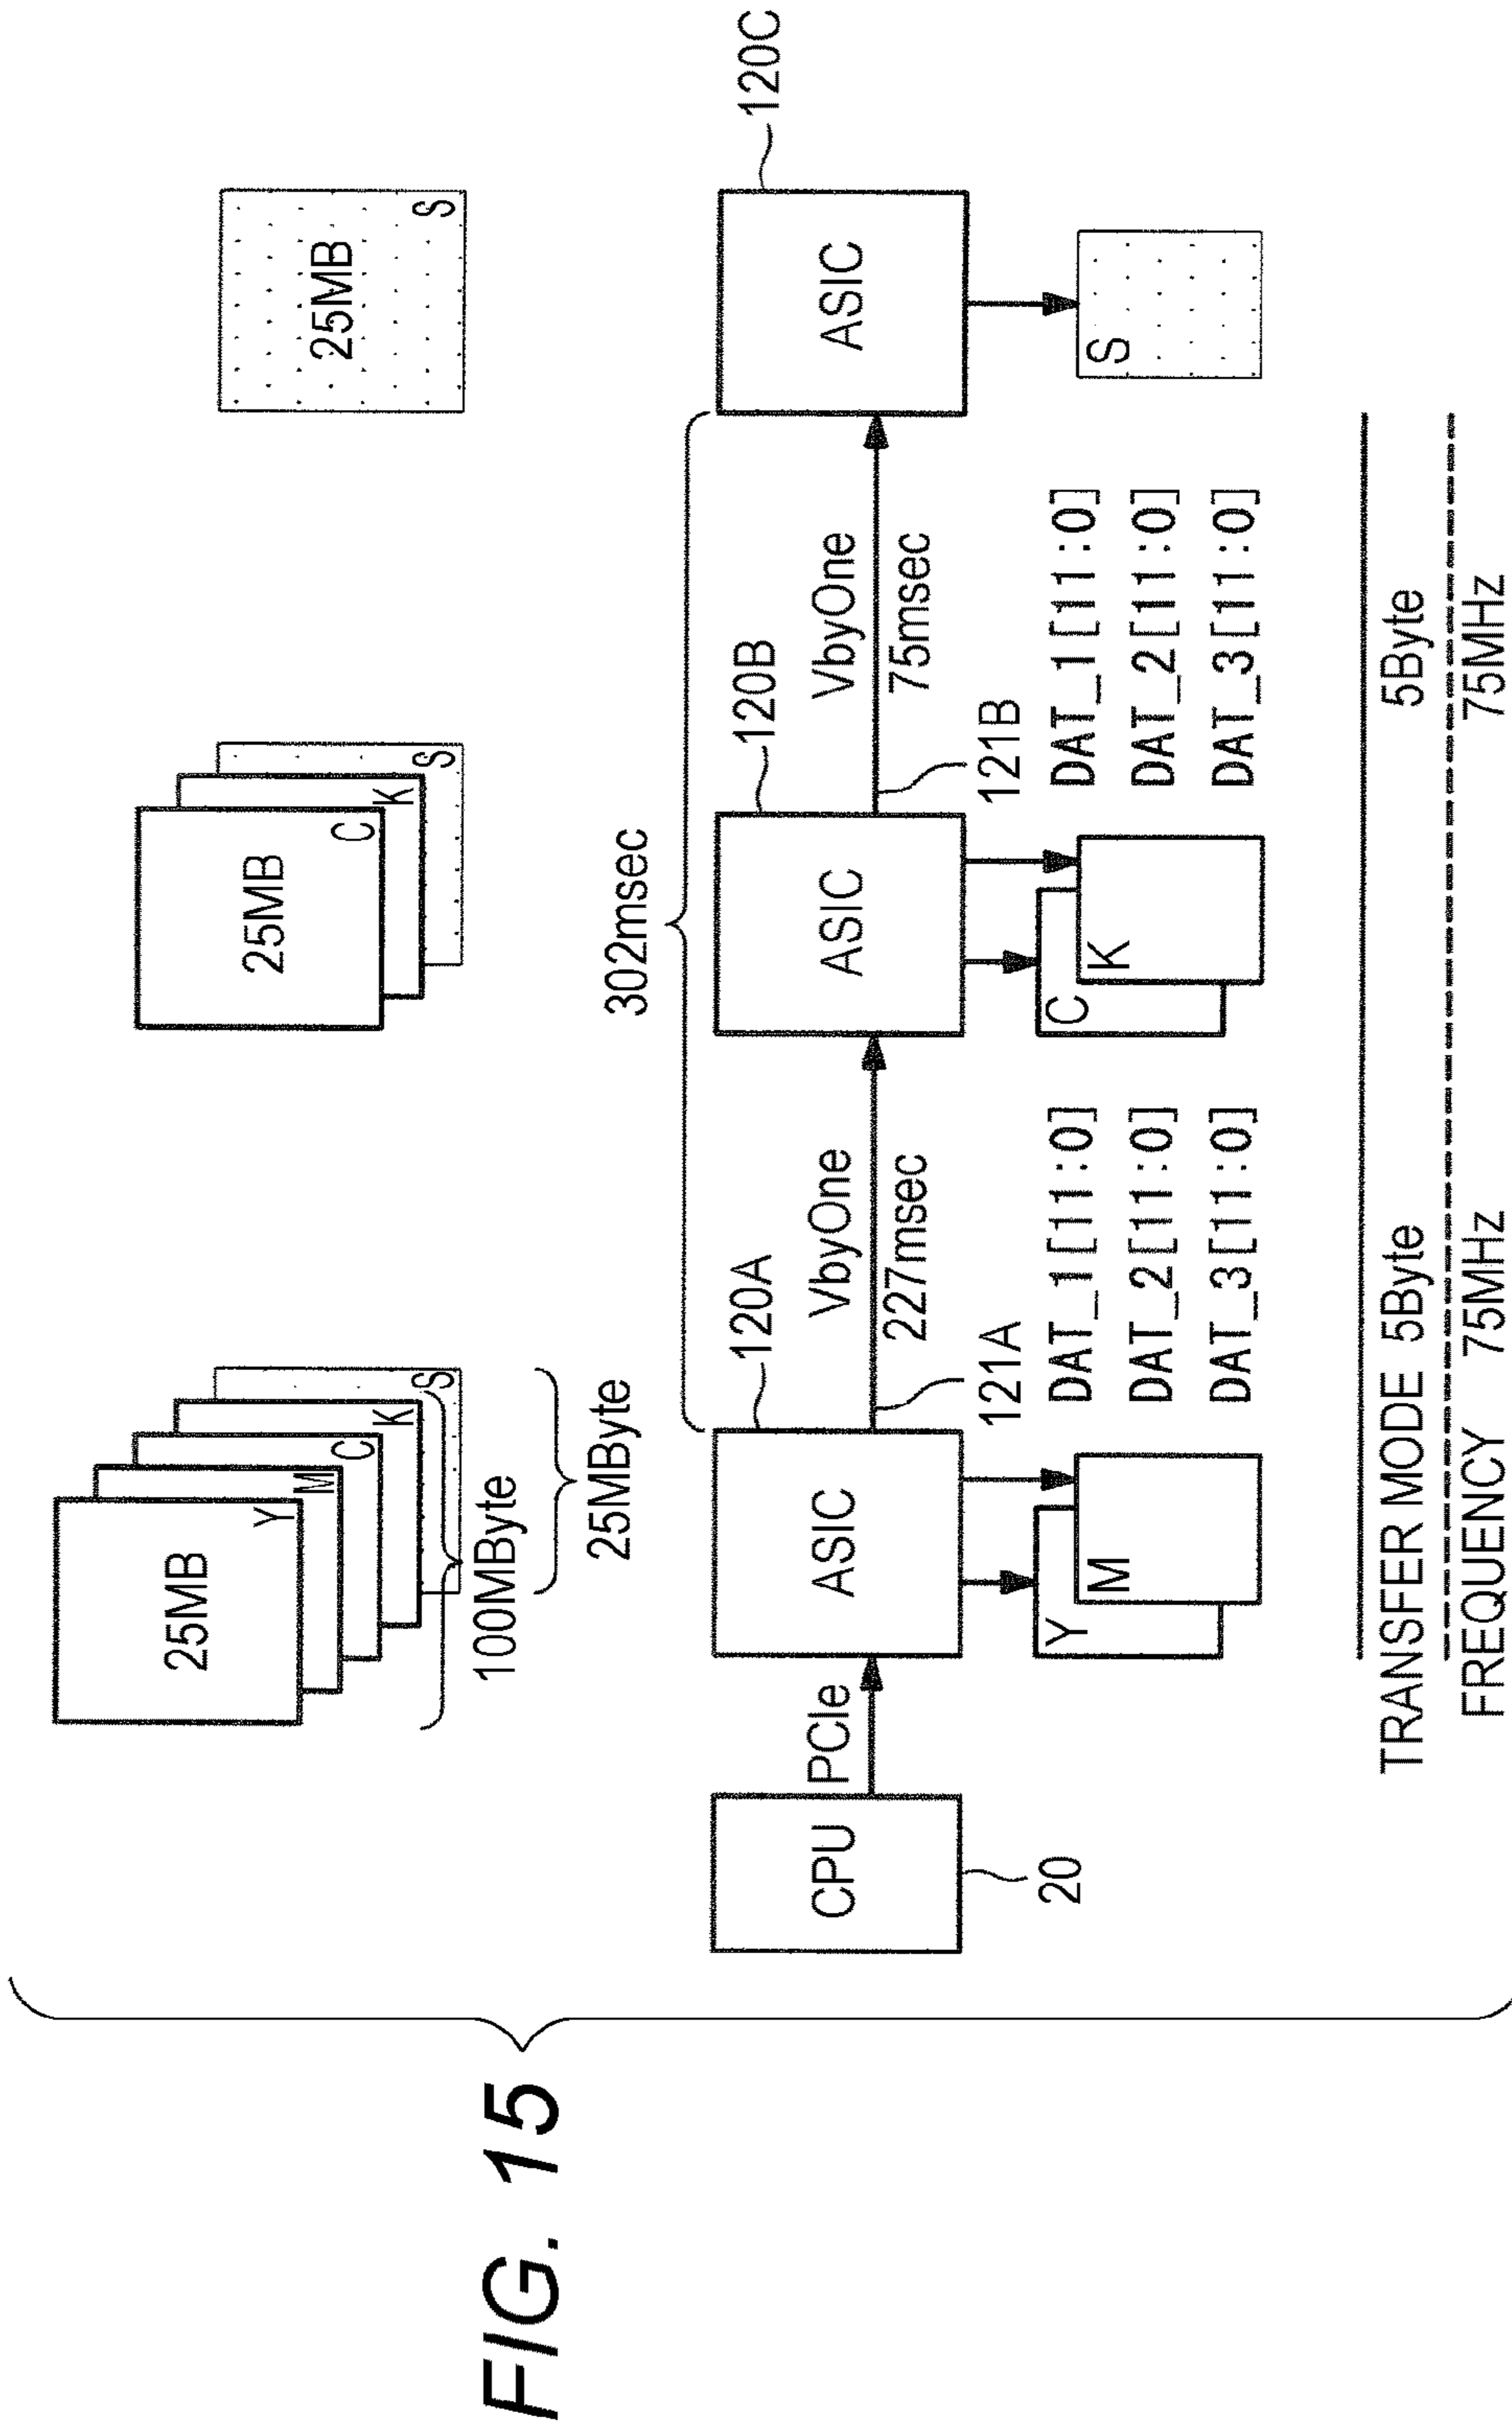 FIG. 15
25MB
Y
M
C
K
S
100MByte
25MByte
25MB
C
K
S
25MB
S
302msec
CPU
20
PCIe
ASIC
120A
VbyOne
227msec
121A
ASIC
120B
VbyOne
75msec
121B
ASIC
120C
Y
M
DAT_1[11:0]
DAT_2[11:0]
DAT_3[11:0]
C
K
DAT_1[11:0]
DAT_2[11:0]
DAT_3[11:0]
S
TRANSFER MODE 5Byte 5Byte
FREQUENCY 75MHz 75MHz